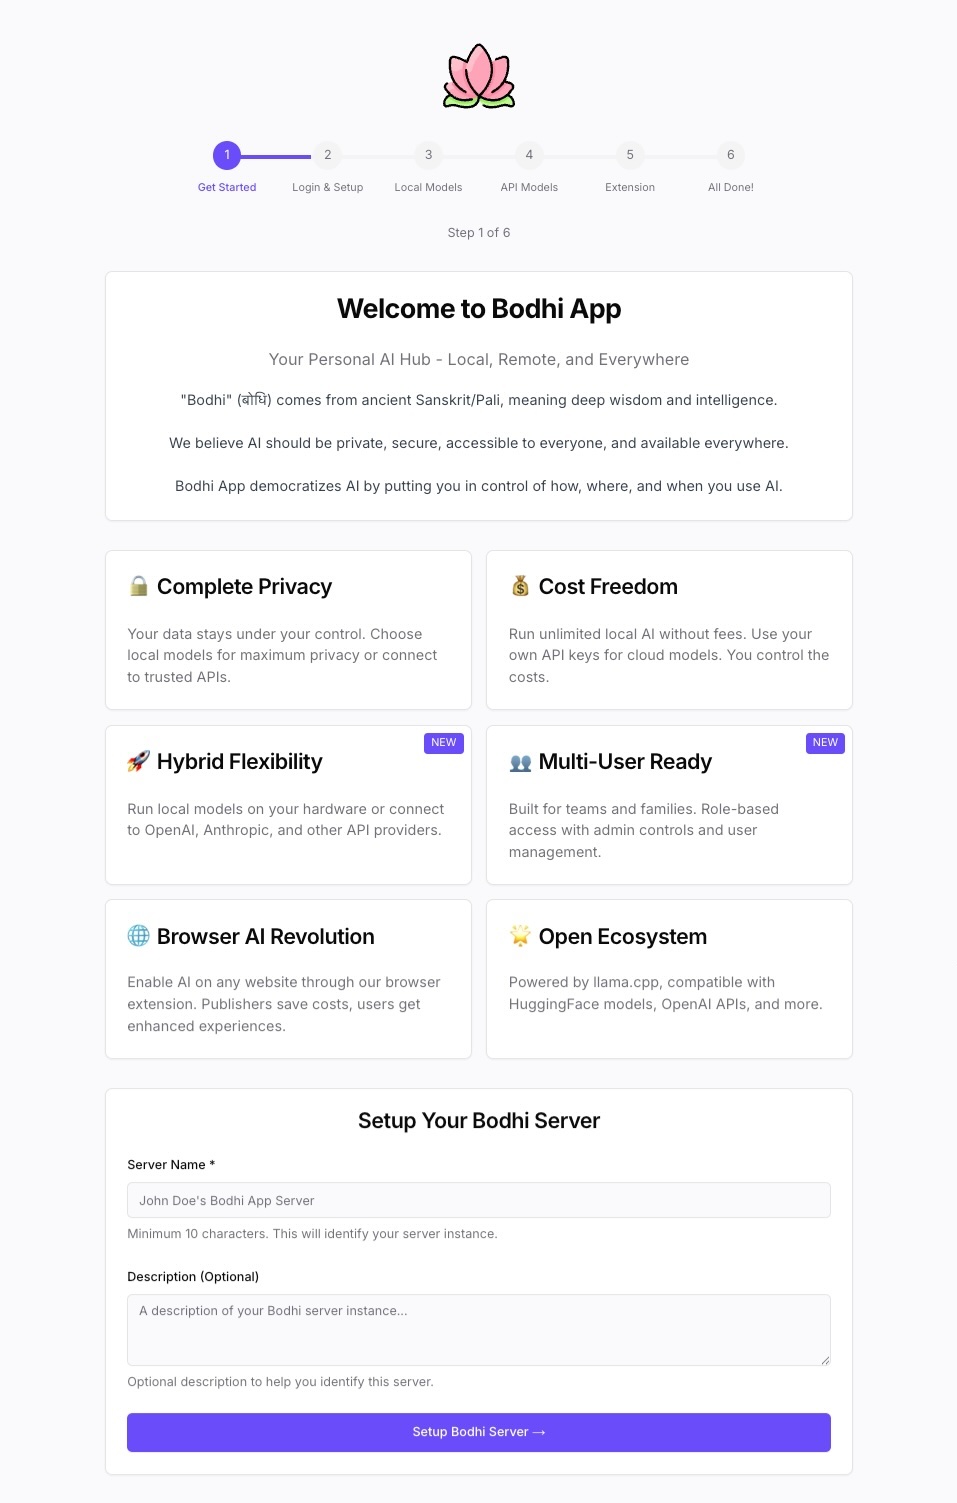 1
2
3
4
5
6
Get Started
Login & Setup
Local Models
API Models
Extension
All Done!
Step 1 of 6
Welcome to Bodhi App
Your Personal AI Hub - Local, Remote, and Everywhere
"Bodhi" (बोधि) comes from ancient Sanskrit/Pali, meaning deep wisdom and intelligence.
We believe AI should be private, secure, accessible to everyone, and available everywhere.
Bodhi App democratizes AI by putting you in control of how, where, and when you use AI.
🔒 Complete Privacy
Your data stays under your control. Choose
local models for maximum privacy or connect
to trusted APIs.
💰 Cost Freedom
Run unlimited local AI without fees. Use your
own API keys for cloud models. You control the
costs.
NEW
🚀 Hybrid Flexibility
Run local models on your hardware or connect
to OpenAI, Anthropic, and other API providers.
NEW
👥 Multi-User Ready
Built for teams and families. Role-based
access with admin controls and user
management.
🌐 Browser AI Revolution
Enable AI on any website through our browser
extension. Publishers save costs, users get
enhanced experiences.
🌟 Open Ecosystem
Powered by llama.cpp, compatible with
HuggingFace models, OpenAI APIs, and more.
Setup Your Bodhi Server
Server Name *
John Doe's Bodhi App Server
Minimum 10 characters. This will identify your server instance.
Description (Optional)
A description of your Bodhi server instance...
Optional description to help you identify this server.
Setup Bodhi Server →